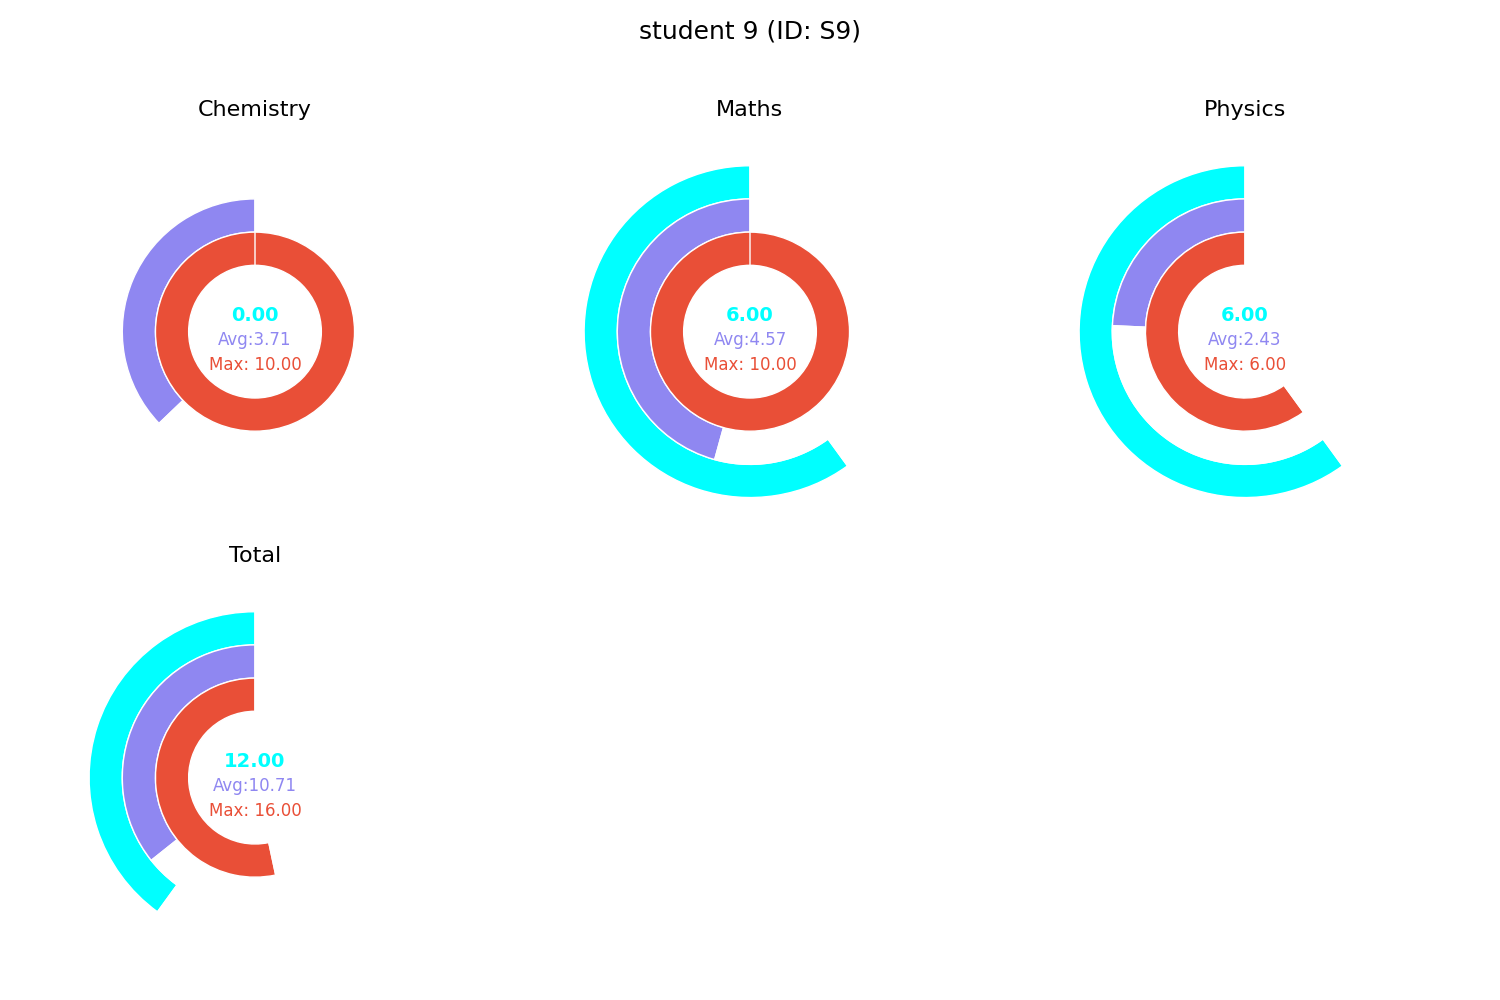 student 9 (ID: S9)
Chemistry
0.00
Avg:3.71
Max: 10.00
Maths
6.00
Avg:4.57
Max: 10.00
Physics
6.00
Avg:2.43
Max: 6.00
Total
12.00
Avg:10.71
Max: 16.00